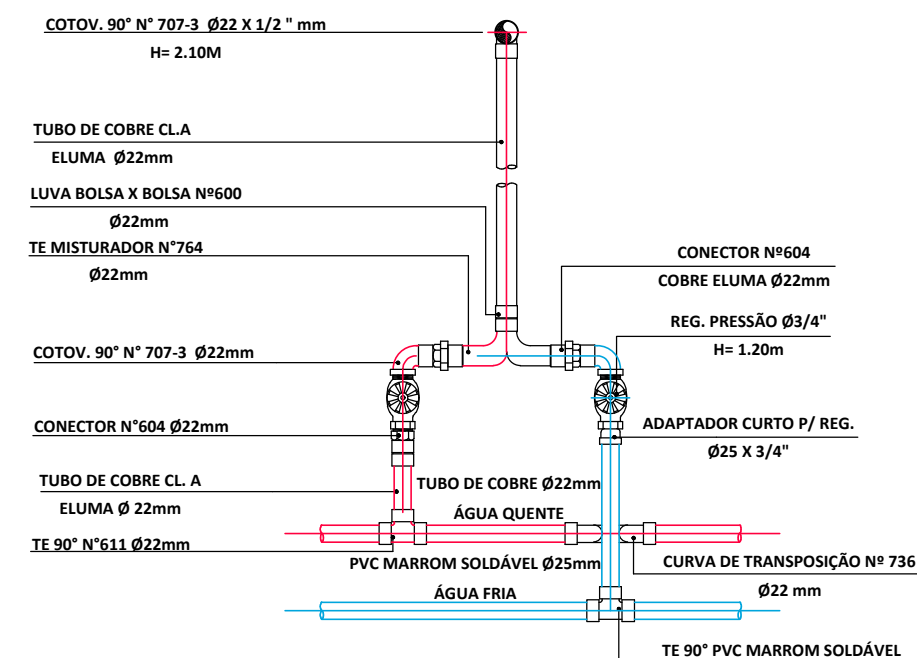 COTOV. 90° N° 707-3 Ø22 X 1/2 " mm
H= 2.10M
TUBO DE COBRE CL.A
ELUMA Ø22mm
LUVA BOLSA X BOLSA Nº600
Ø22mm
TE MISTURADOR N°764
Ø22mm
CONECTOR Nº604
COBRE ELUMA Ø22mm
REG. PRESSÃO Ø3/4"
H= 1.20m
COTOV. 90° N° 707-3 Ø22mm
CONECTOR N°604 Ø22mm
ADAPTADOR CURTO P/ REG.
Ø25 X 3/4"
TUBO DE COBRE CL. A
ELUMA Ø 22mm
TUBO DE COBRE Ø22mm
ÁGUA QUENTE
TE 90° N°611 Ø22mm
PVC MARROM SOLDÁVEL Ø25mm
ÁGUA FRIA
CURVA DE TRANSPOSIÇÃO Nº 736
Ø22 mm
TE 90° PVC MARROM SOLDÁVEL